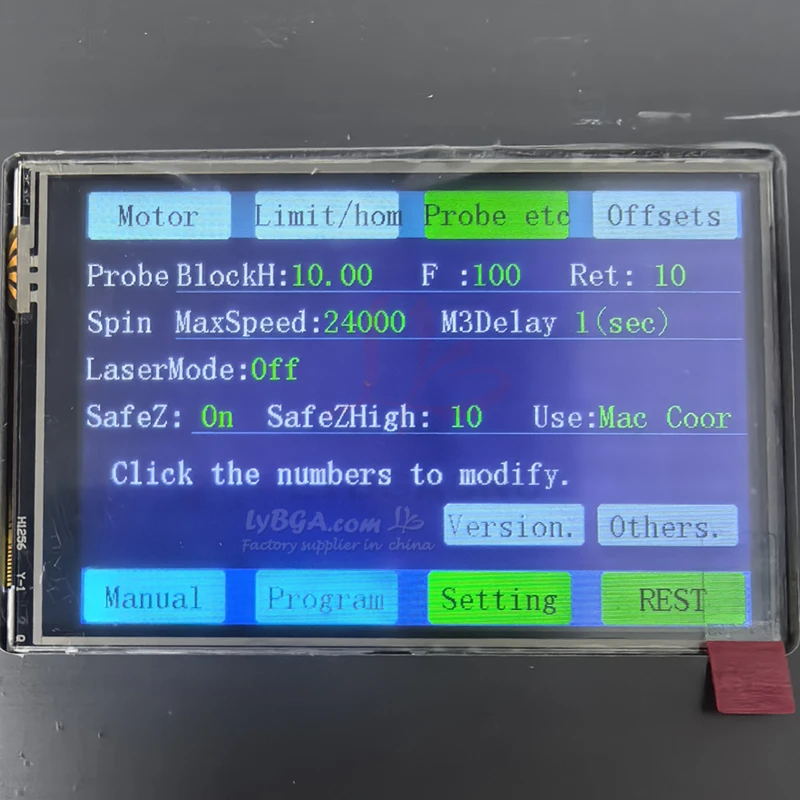 Motor Limit/hom Probe etc Offsets
Probe BlockH:10.00 F :100 Ret: 10
Spin MaxSpeed:24000 M3Delay 1(sec)
LaserMode:Off
SafeZ: On SafeZHigh: 10 Use:Mac Coor
Click the numbers to modify.
LyBGA.com
Factory supplier in china
Version. Others.
Manual Program Setting REST
H1256 Y-1